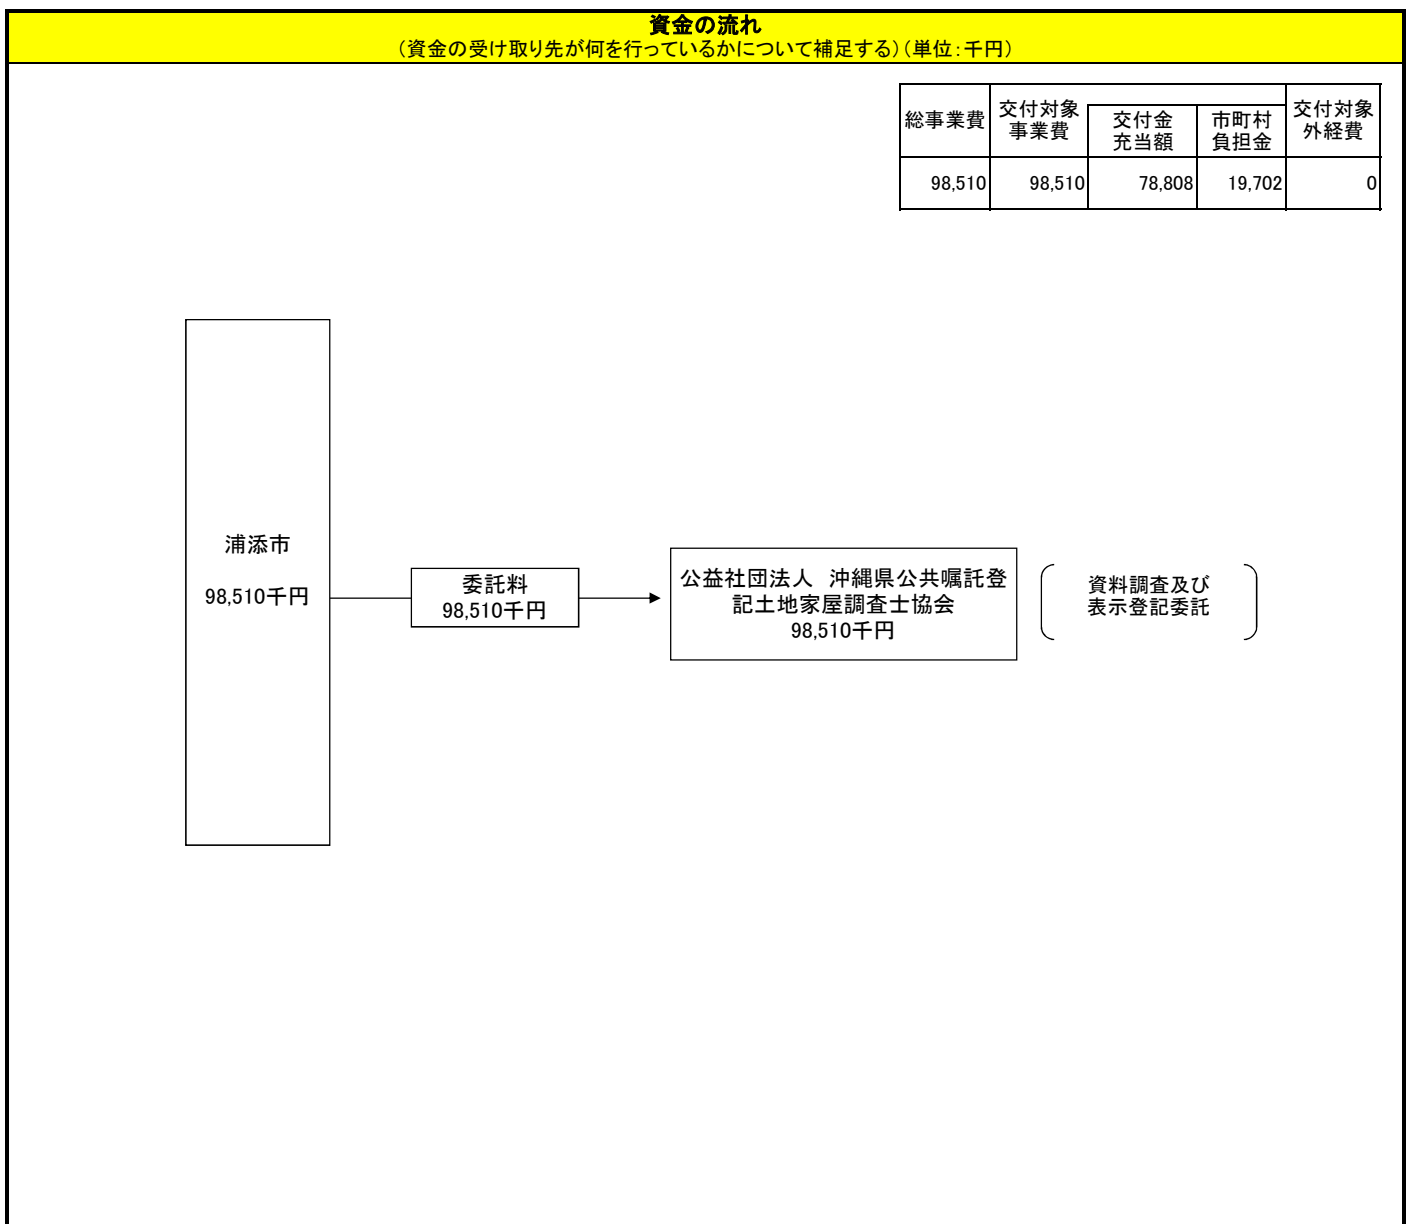 資金の流れ
（資金の受け取り先が何を行っているかについて補足する）（単位：千円）
総事業費
交付対象
事業費
交付金
充当額
市町村
負担金
交付対象
外経費
98,510
98,510
78,808
19,702
0
浦添市
98,510千円
委託料
98,510千円
公益社団法人　沖縄県公共嘱託登
記土地家屋調査士協会
98,510千円
資料調査及び
表示登記委託